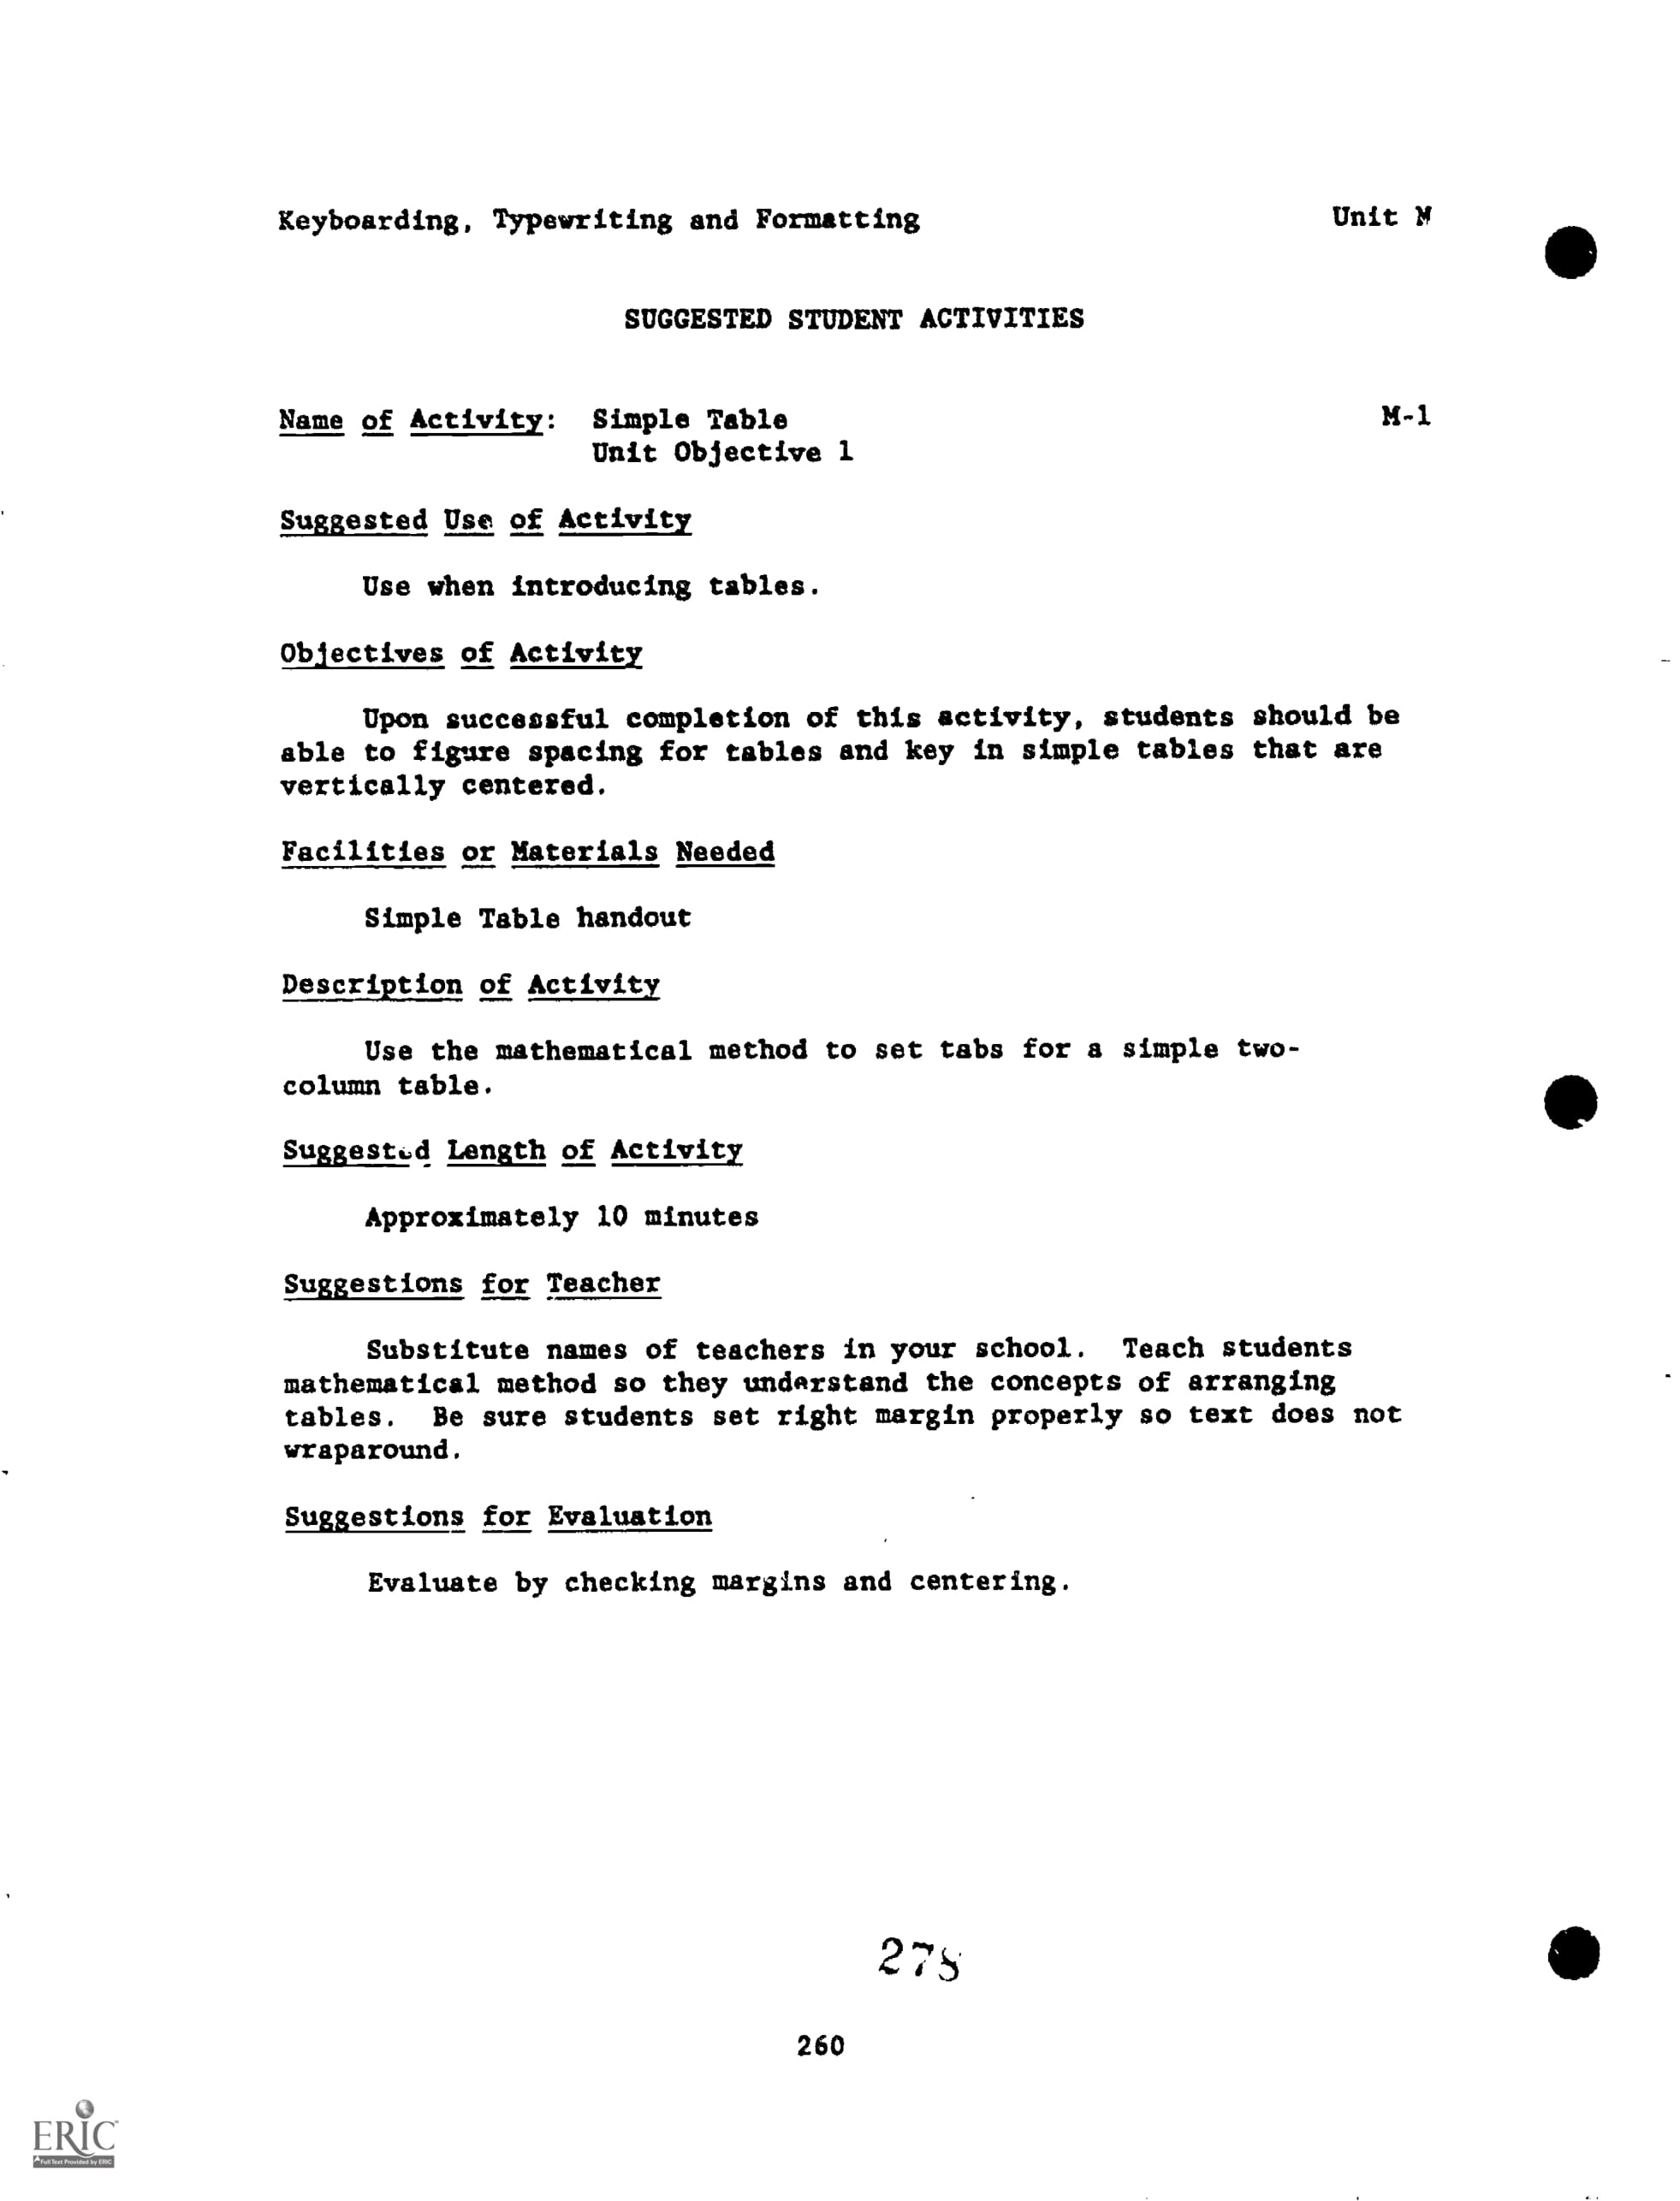 Keyboarding, Typewriting and Formatting Unit M
SUGGESTED STUDENT ACTIVITIES
Name of Activity: Simple Table M-1
Unit Objective 1
Suggested Use of Activity
Use when introducing tables.
Objectives of Activity
Upon successful completion of this activity, students should be
able to figure spacing for tables and key in simple tables that are
vertically centered.
Facilities or Materials Needed
Simple Table handout
Description of Activity
Use the mathematical method to set tabs for a simple two-
column table.
Suggested Length of Activity
Approximately 10 minutes
Suggestions for Teacher
Substitute names of teachers in your school. Teach students
mathematical method so they understand the concepts of arranging
tables. Be sure students set right margin properly so text does not
wraparound.
Suggestions for Evaluation
Evaluate by checking margins and centering.
278
260
ERIC
Full Text Provided by ERIC